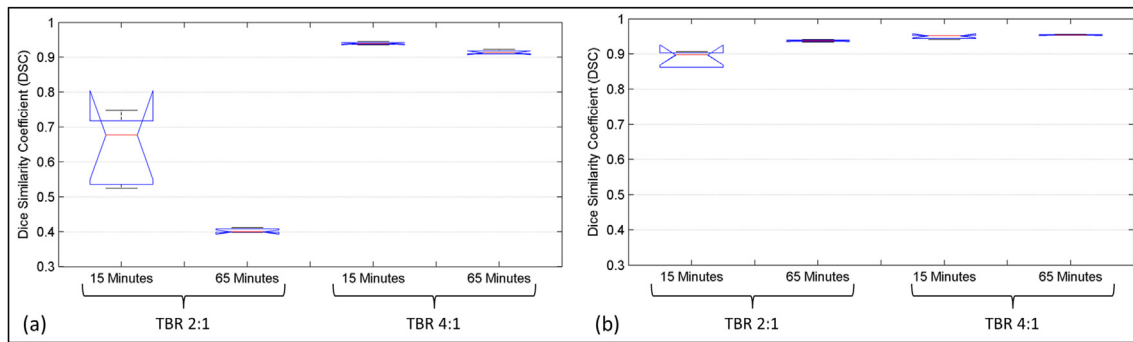 Dice Similarity Coefficient (DSC)
1
0.9
0.8
0.7
0.6
0.5
0.4
0.3
15 Minutes 65 Minutes 15 Minutes 65 Minutes
(a) TBR 2:1 TBR 4:1
Dice Similarity Coefficient (DSC)
1
0.9
0.8
0.7
0.6
0.5
0.4
0.3
15 Minutes 65 Minutes 15 Minutes 65 Minutes
(b) TBR 2:1 TBR 4:1